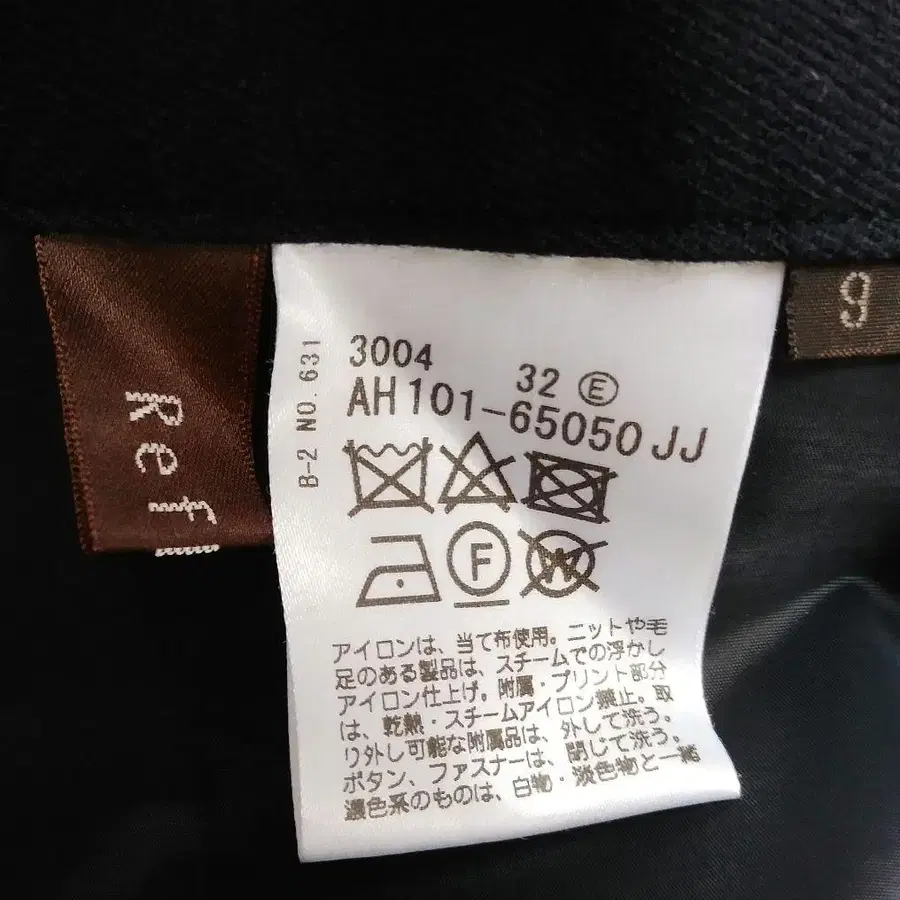 Refl
B-2 NO.631
3004
32 Ⓔ
AH101-65050 JJ
F
W
アイロンは、当て布使用。ニットや毛
足のある製品は、スチームでの浮かし
アイロン仕上げ。附属・プリント部分
は、乾熱・スチームアイロン禁止。取
り外し可能な附属品は、外して洗う。
ボタン、ファスナーは、閉じて洗う。
濃色系のものは、白物・淡色物と一緒
9